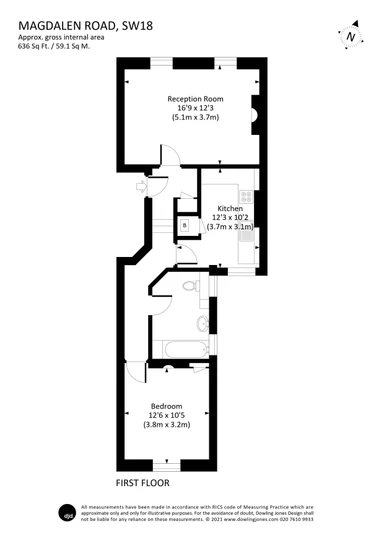 MAGDALEN ROAD, SW18
Approx. gross internal area
636 Sq Ft. / 59.1 Sq M.
N
Reception Room
16'9 x 12'3
(5.1m x 3.7m)
Kitchen
12'3 x 10'2
(3.7m x 3.1m)
B
Bedroom
12'6 x 10'5
(3.8m x 3.2m)
FIRST FLOOR
djd
All measurements have been made in accordance with RICS code of Measuring Practice which are
approximate only and only for illustrative purposes. For the avoidance of doubt, Dowling Jones Design shall
not be liable for any reliance on these measurements. © 2021 www.dowlingjones.com 020 7610 9933